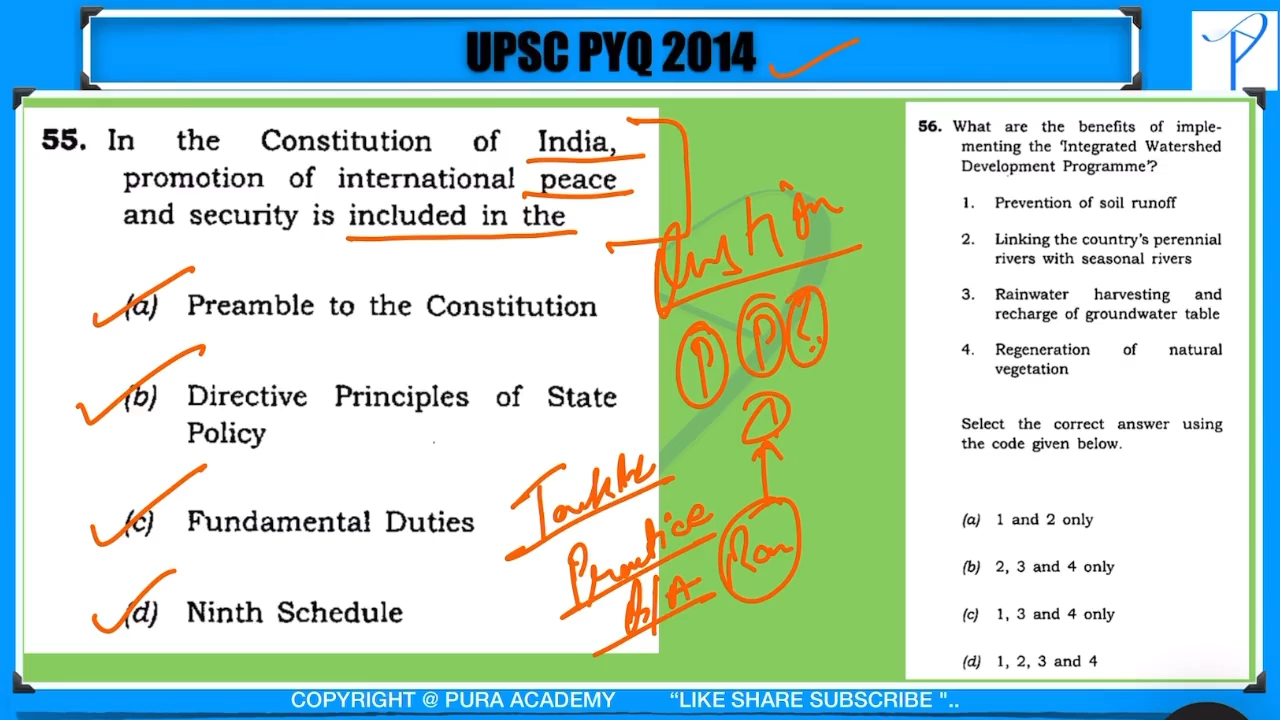 UPSC PYQ 2014
55. In the Constitution of India,
promotion of international peace
and security is included in the
(a) Preamble to the Constitution
(b) Directive Principles of State
Policy
(c) Fundamental Duties
(d) Ninth Schedule
Question
P P ?
Practice
56. What are the benefits of imple-
menting the 'Integrated Watershed
Development Programme'?
1. Prevention of soil runoff
2. Linking the country's perennial
rivers with seasonal rivers
3. Rainwater harvesting and
recharge of groundwater table
4. Regeneration of natural
vegetation
Select the correct answer using
the code given below.
(a) 1 and 2 only
(b) 2, 3 and 4 only
(c) 1, 3 and 4 only
(d) 1, 2, 3 and 4
COPYRIGHT @ PURA ACADEMY "LIKE SHARE SUBSCRIBE "..